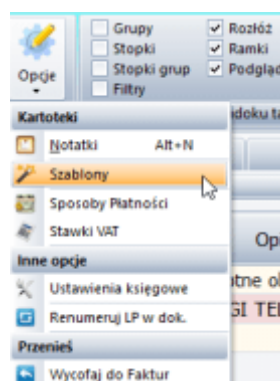 Grupy
Rozłóż
Stopki
Ramki
Stopki grup
Podgląd
Filtry
Opcje
Kartoteki
Notatki Alt+N
Szablony
Sposoby Płatności
Stawki VAT
Inne opcje
Ustawienia księgowe
Renumeruj LP w dok.
Przenieś
Wycofaj do Faktur